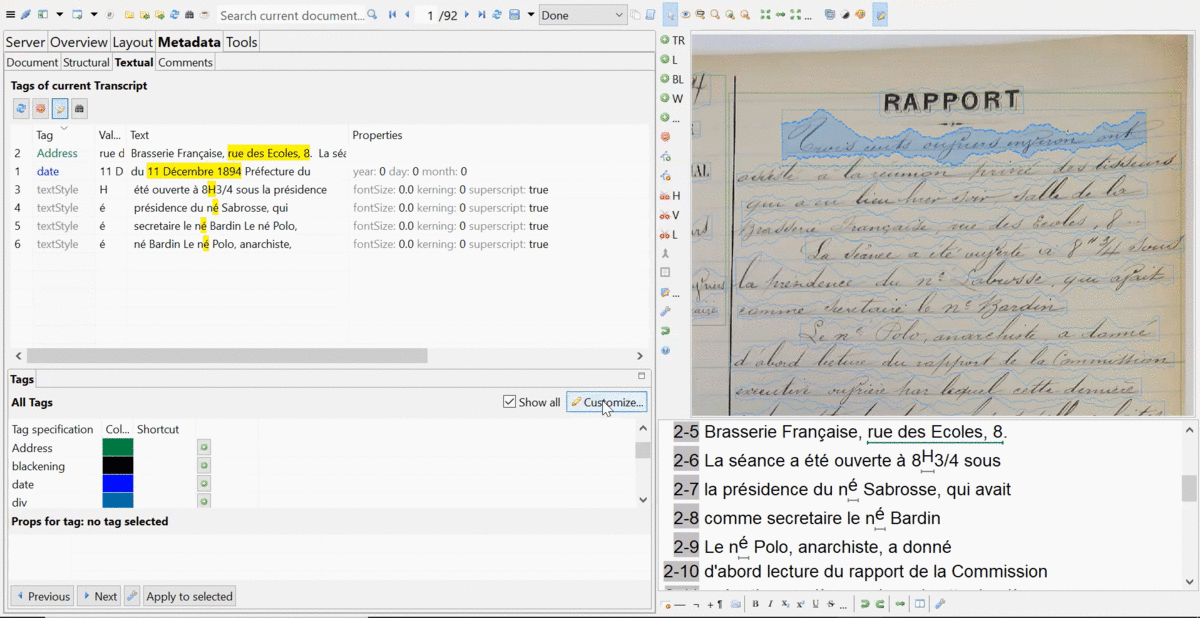 Search current document...
1 /92
Done
Server Overview Layout Metadata Tools
Document Structural Textual Comments
Tags of current Transcript
Tag Val... Text Properties
2 Address rue d Brasserie Française, rue des Ecoles, 8. La séa
1 date 11 D du 11 Décembre 1894 Préfecture du year: 0 day: 0 month: 0
3 textStyle H été ouverte à 8H3/4 sous la présidence fontSize: 0.0 kerning: 0 superscript: true
4 textStyle é présidence du né Sabrosse, qui fontSize: 0.0 kerning: 0 superscript: true
5 textStyle é secretaire le né Bardin Le né Polo, fontSize: 0.0 kerning: 0 superscript: true
6 textStyle é né Bardin Le né Polo, anarchiste, fontSize: 0.0 kerning: 0 superscript: true
Tags
All Tags
Show all Customize...
Tag specification Col... Shortcut
Address
blackening
date
div
Props for tag: no tag selected
Previous Next Apply to selected
TR
L
BL
W
...
H
V
L
...
RAPPORT
Trois cents ouvriers environ ont
assisté à la réunion privée des tisseurs
qui a eu lieu hier soir, salle de la
Brasserie Française, rue des Ecoles, 8
La séance a été ouverte à 8 H 3/4 sous
la présidence du né Sabrosse, qui avait
comme secretaire le né Bardin
Le né Polo, anarchiste a donné
d'abord lecture du rapport de la Commission
executive ouvrière par lequel cette dernière
2-5 Brasserie Française, rue des Ecoles, 8.
2-6 La séance a été ouverte à 8H3/4 sous
2-7 la présidence du né Sabrosse, qui avait
2-8 comme secretaire le né Bardin
2-9 Le né Polo, anarchiste, a donné
2-10 d'abord lecture du rapport de la Commission
B I X₂ X² U S ...